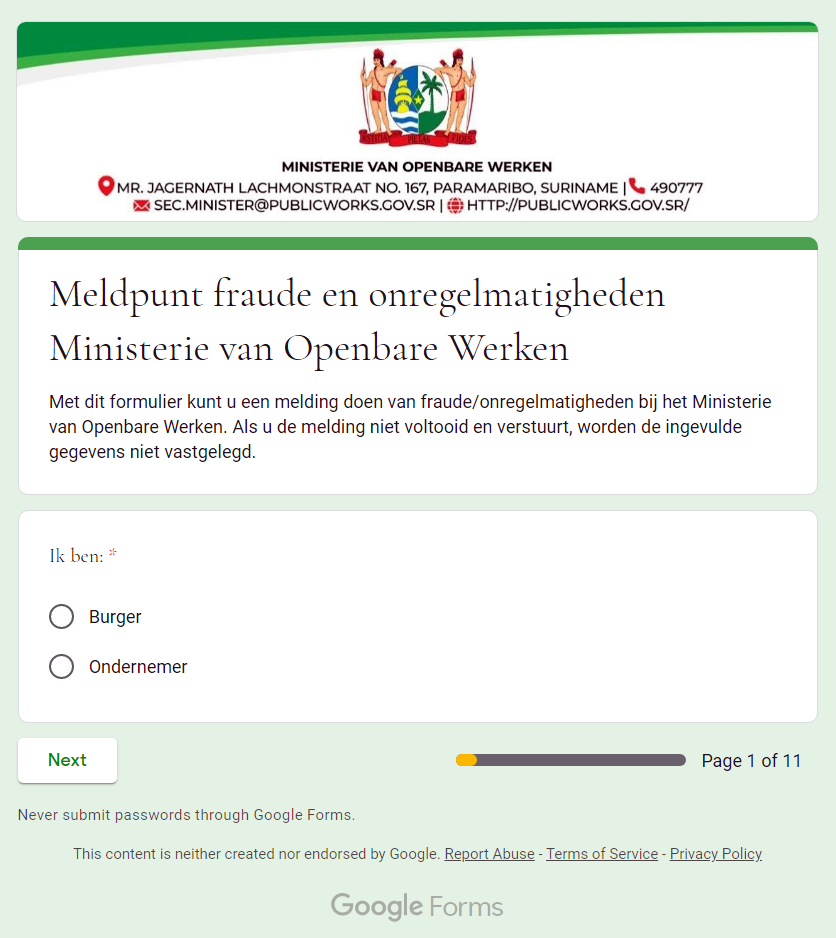 JUSTITIA PIETAS FIDES
MINISTERIE VAN OPENBARE WERKEN
MR. JAGERNATH LACHMONSTRAAT NO. 167, PARAMARIBO, SURINAME | 490777
SEC.MINISTER@PUBLICWORKS.GOV.SR | HTTP://PUBLICWORKS.GOV.SR/
Meldpunt fraude en onregelmatigheden
Ministerie van Openbare Werken
Met dit formulier kunt u een melding doen van fraude/onregelmatigheden bij het Ministerie
van Openbare Werken. Als u de melding niet voltooid en verstuurt, worden de ingevulde
gegevens niet vastgelegd.
Ik ben: *
Burger
Ondernemer
Next
Page 1 of 11
Never submit passwords through Google Forms.
This content is neither created nor endorsed by Google. Report Abuse - Terms of Service - Privacy Policy
Google Forms